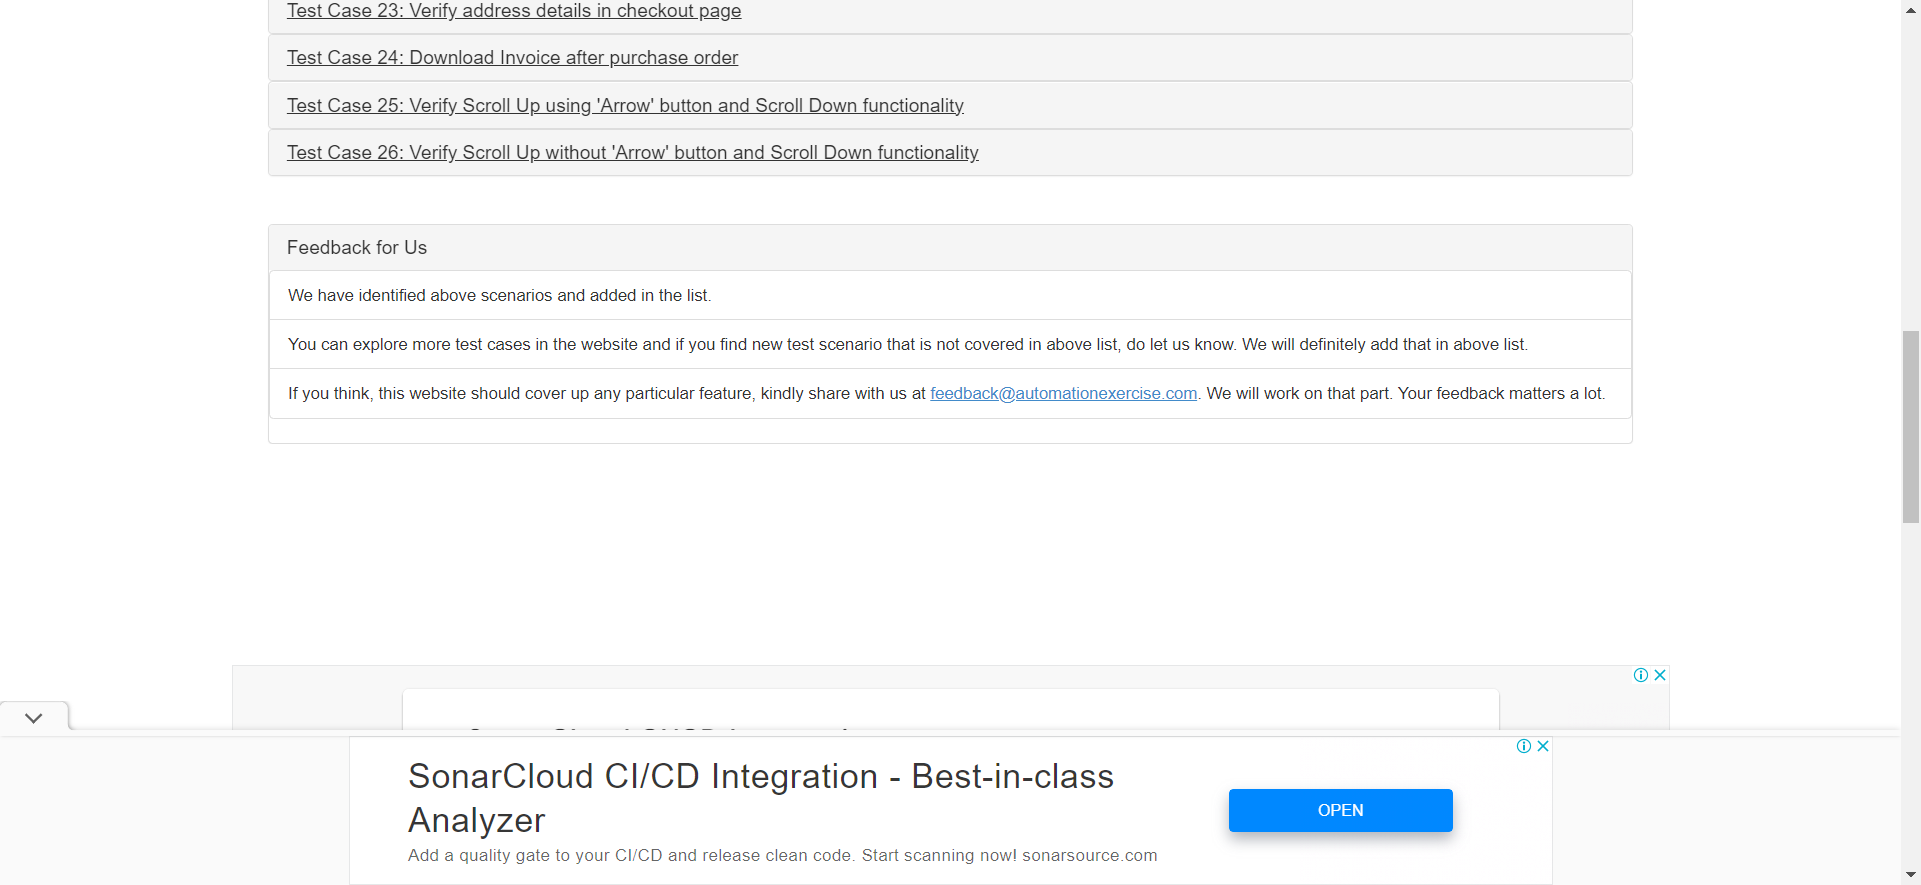 Test Case 23: Verify address details in checkout page
Test Case 24: Download Invoice after purchase order
Test Case 25: Verify Scroll Up using 'Arrow' button and Scroll Down functionality
Test Case 26: Verify Scroll Up without 'Arrow' button and Scroll Down functionality
Feedback for Us
We have identified above scenarios and added in the list.
You can explore more test cases in the website and if you find new test scenario that is not covered in above list, do let us know. We will definitely add that in above list.
If you think, this website should cover up any particular feature, kindly share with us at feedback@automationexercise.com. We will work on that part. Your feedback matters a lot.
SonarCloud CI/CD Integration - Best-in-class
Analyzer
OPEN
Add a quality gate to your CI/CD and release clean code. Start scanning now! sonarsource.com